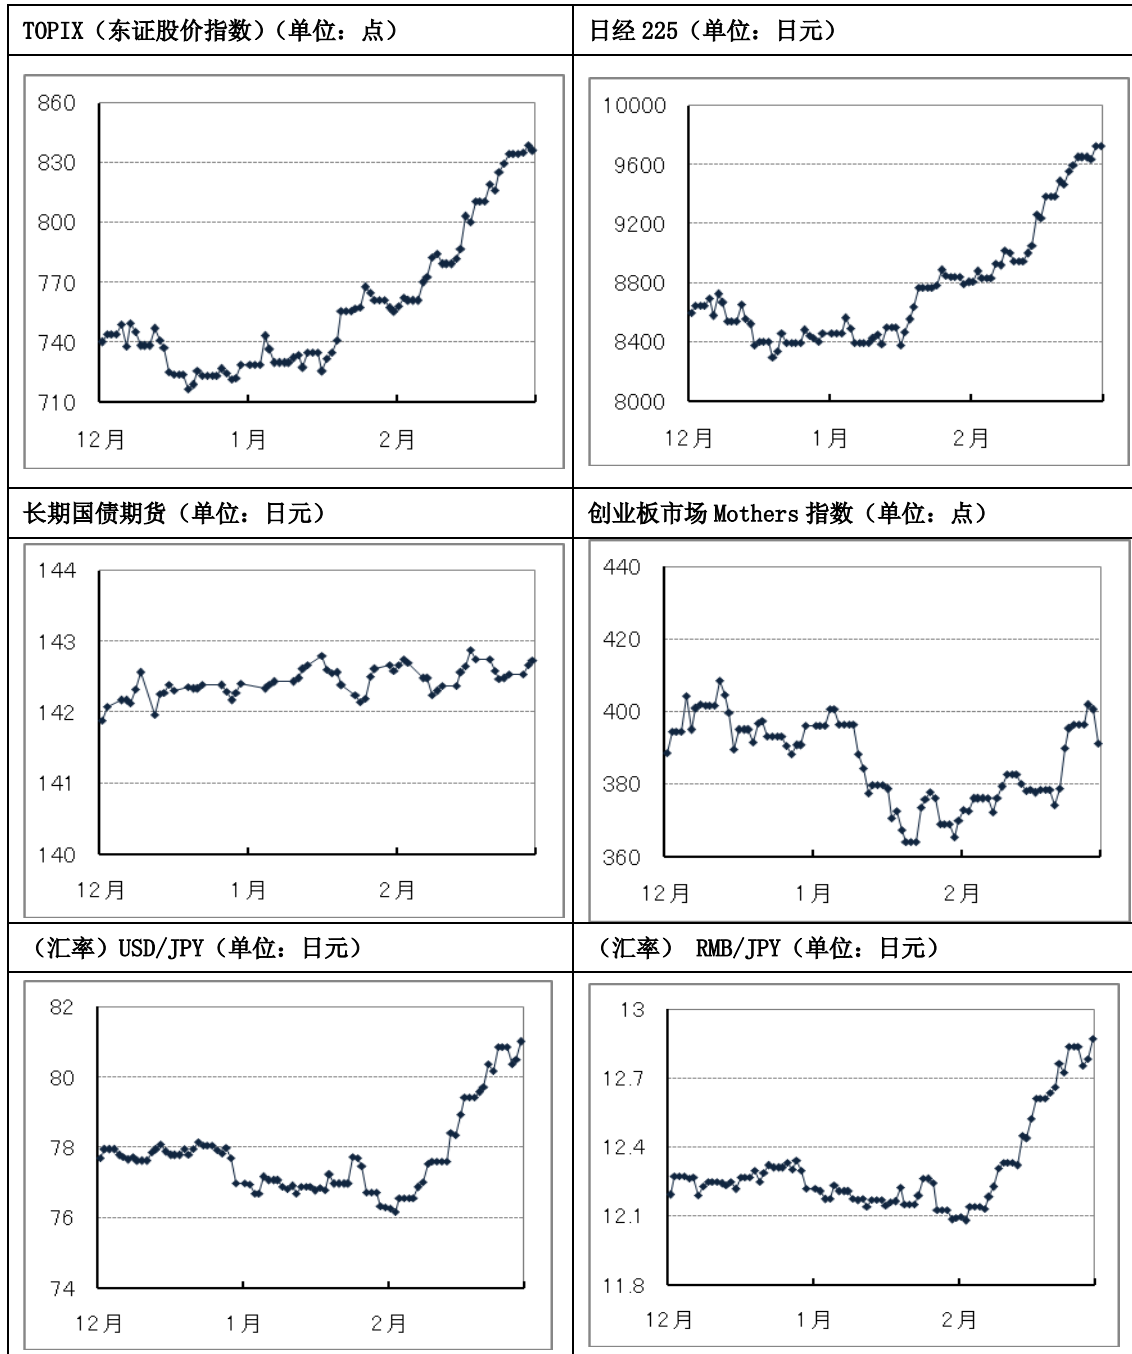 TOPIX（东证股价指数）（单位：点）
日经 225（单位：日元）
860
830
800
770
740
710
12月
1月
2月
10000
9600
9200
8800
8400
8000
12月
1月
2月
长期国债期货（单位：日元）
创业板市场 Mothers 指数（单位：点）
144
143
142
141
140
12月
1月
2月
440
420
400
380
360
12月
1月
2月
（汇率）USD/JPY（单位：日元）
（汇率） RMB/JPY（单位：日元）
82
80
78
76
74
12月
1月
2月
13
12.7
12.4
12.1
11.8
12月
1月
2月